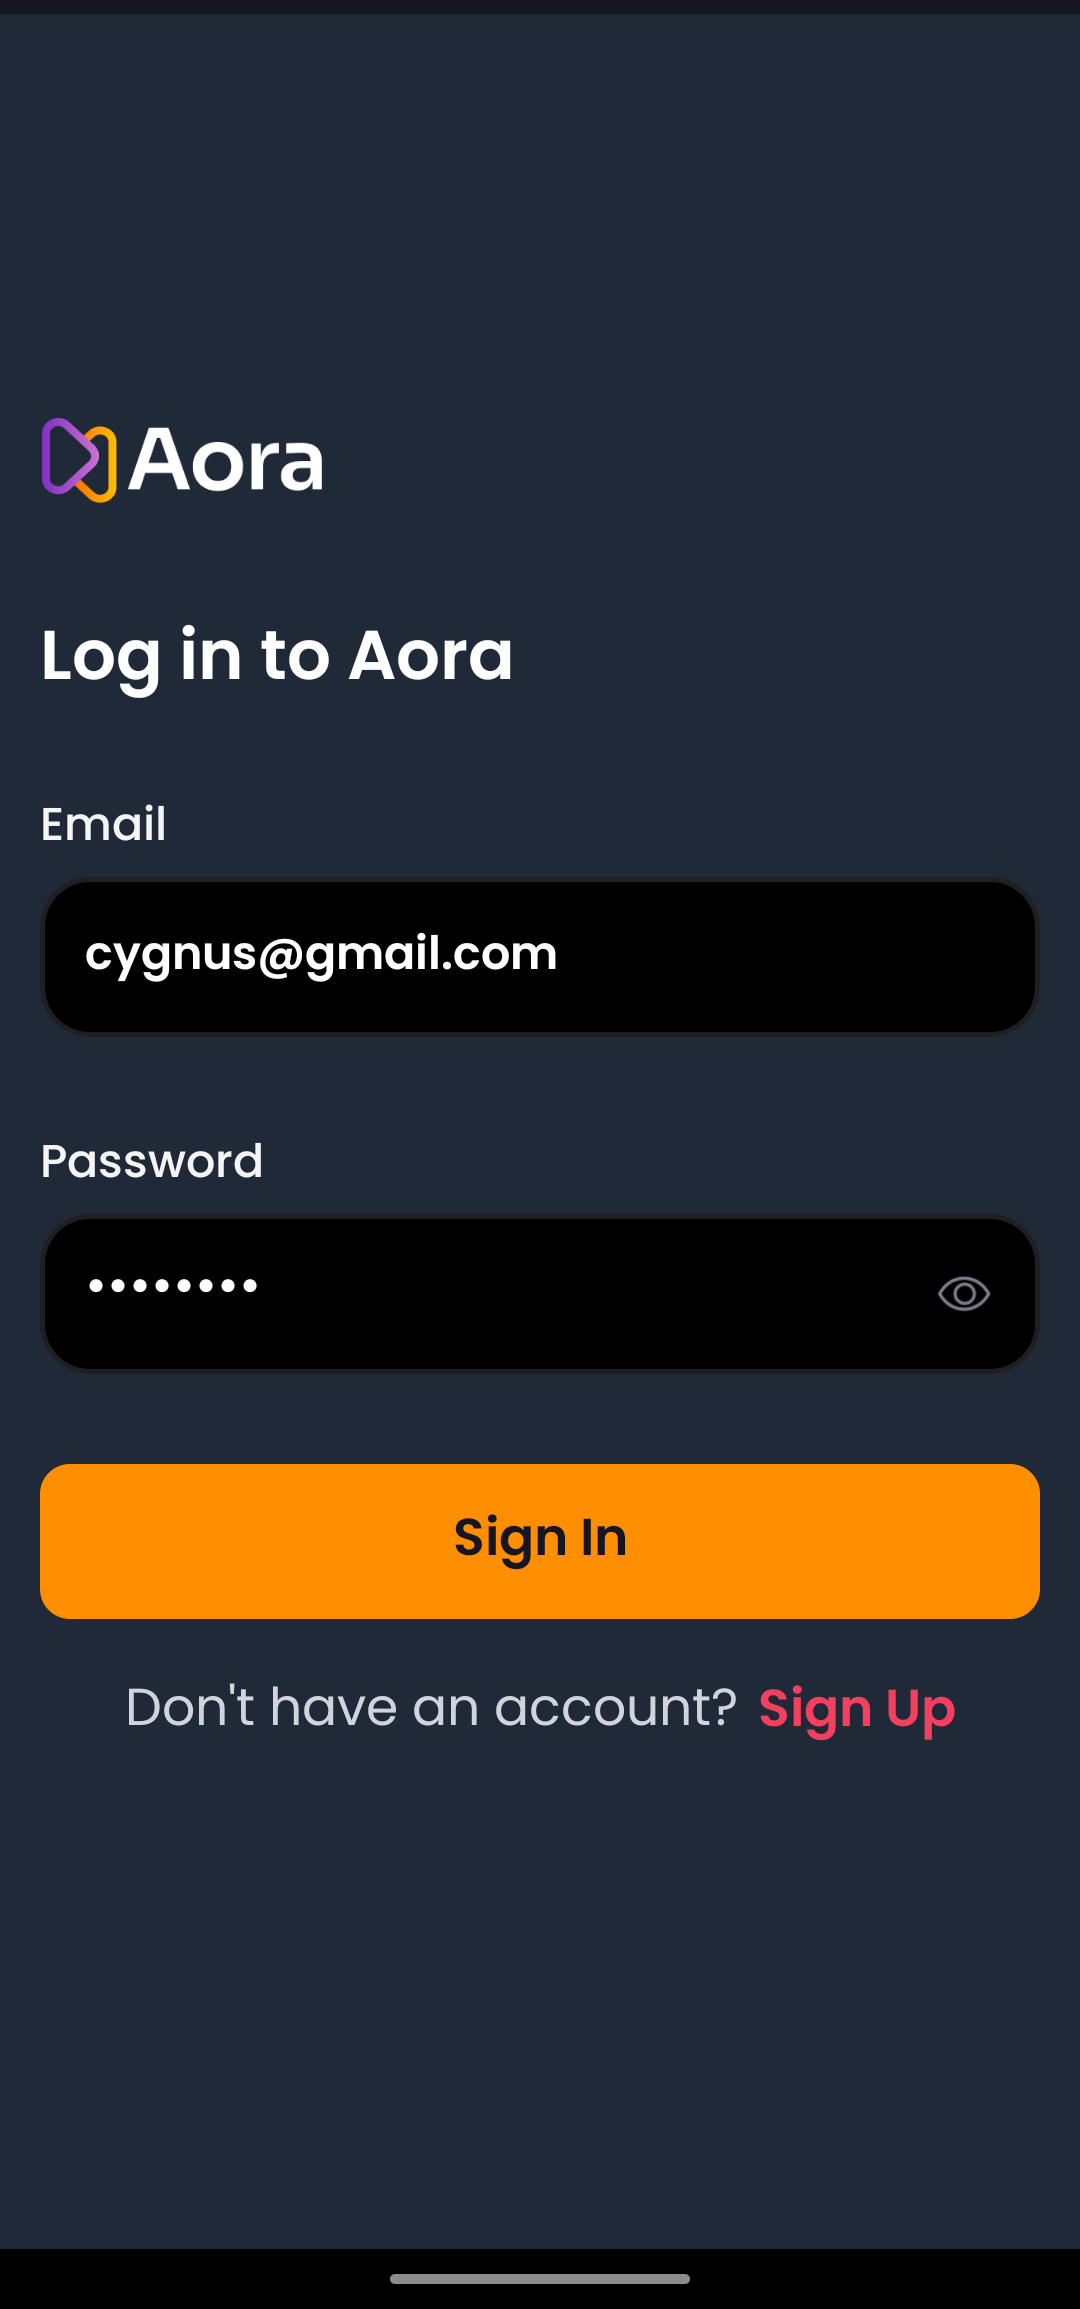 Aora
Log in to Aora
Email
cygnus@gmail.com
Password
••••••••
Sign In
Don't have an account? Sign Up